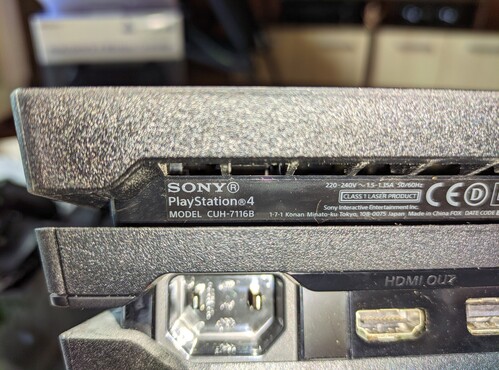 SONY®
PlayStation®4
MODEL CUH-7116B
220-240V ~ 1.5-1.35A 50/60Hz
CLASS 1 LASER PRODUCT
Sony Interactive Entertainment Inc.
1-7-1 Konan Minato-ku Tokyo, 108-0075 Japan Made in China FOX DATE CODE
CE D
HDMI OUT